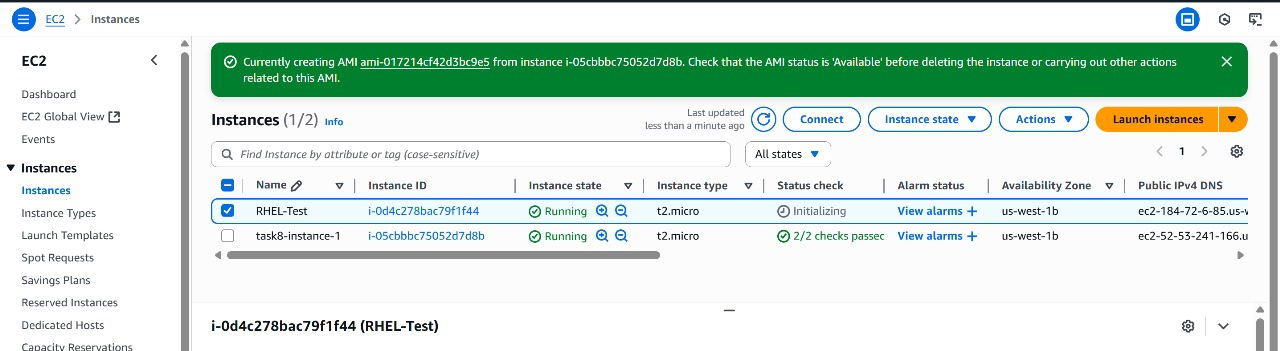 EC2 > Instances
EC2
Dashboard
EC2 Global View
Events
Instances
Instances
Instance Types
Launch Templates
Spot Requests
Savings Plans
Reserved Instances
Dedicated Hosts
Capacity Reservations
Currently creating AMI ami-017214cf42d3bc9e5 from instance i-05cbbbc75052d7d8b. Check that the AMI status is 'Available' before deleting the instance or carrying out other actions
related to this AMI.
Instances (1/2) Info
Last updated
less than a minute ago
Connect
Instance state
Actions
Launch instances
Find Instance by attribute or tag (case-sensitive)
All states
1
Name Instance ID Instance state Instance type Status check Alarm status Availability Zone Public IPv4 DNS
RHEL-Test i-0d4c278bac79f1f44 Running t2.micro Initializing View alarms + us-west-1b ec2-184-72-6-85.us-w
task8-instance-1 i-05cbbbc75052d7d8b Running t2.micro 2/2 checks passec View alarms + us-west-1b ec2-52-53-241-166.u
i-0d4c278bac79f1f44 (RHEL-Test)